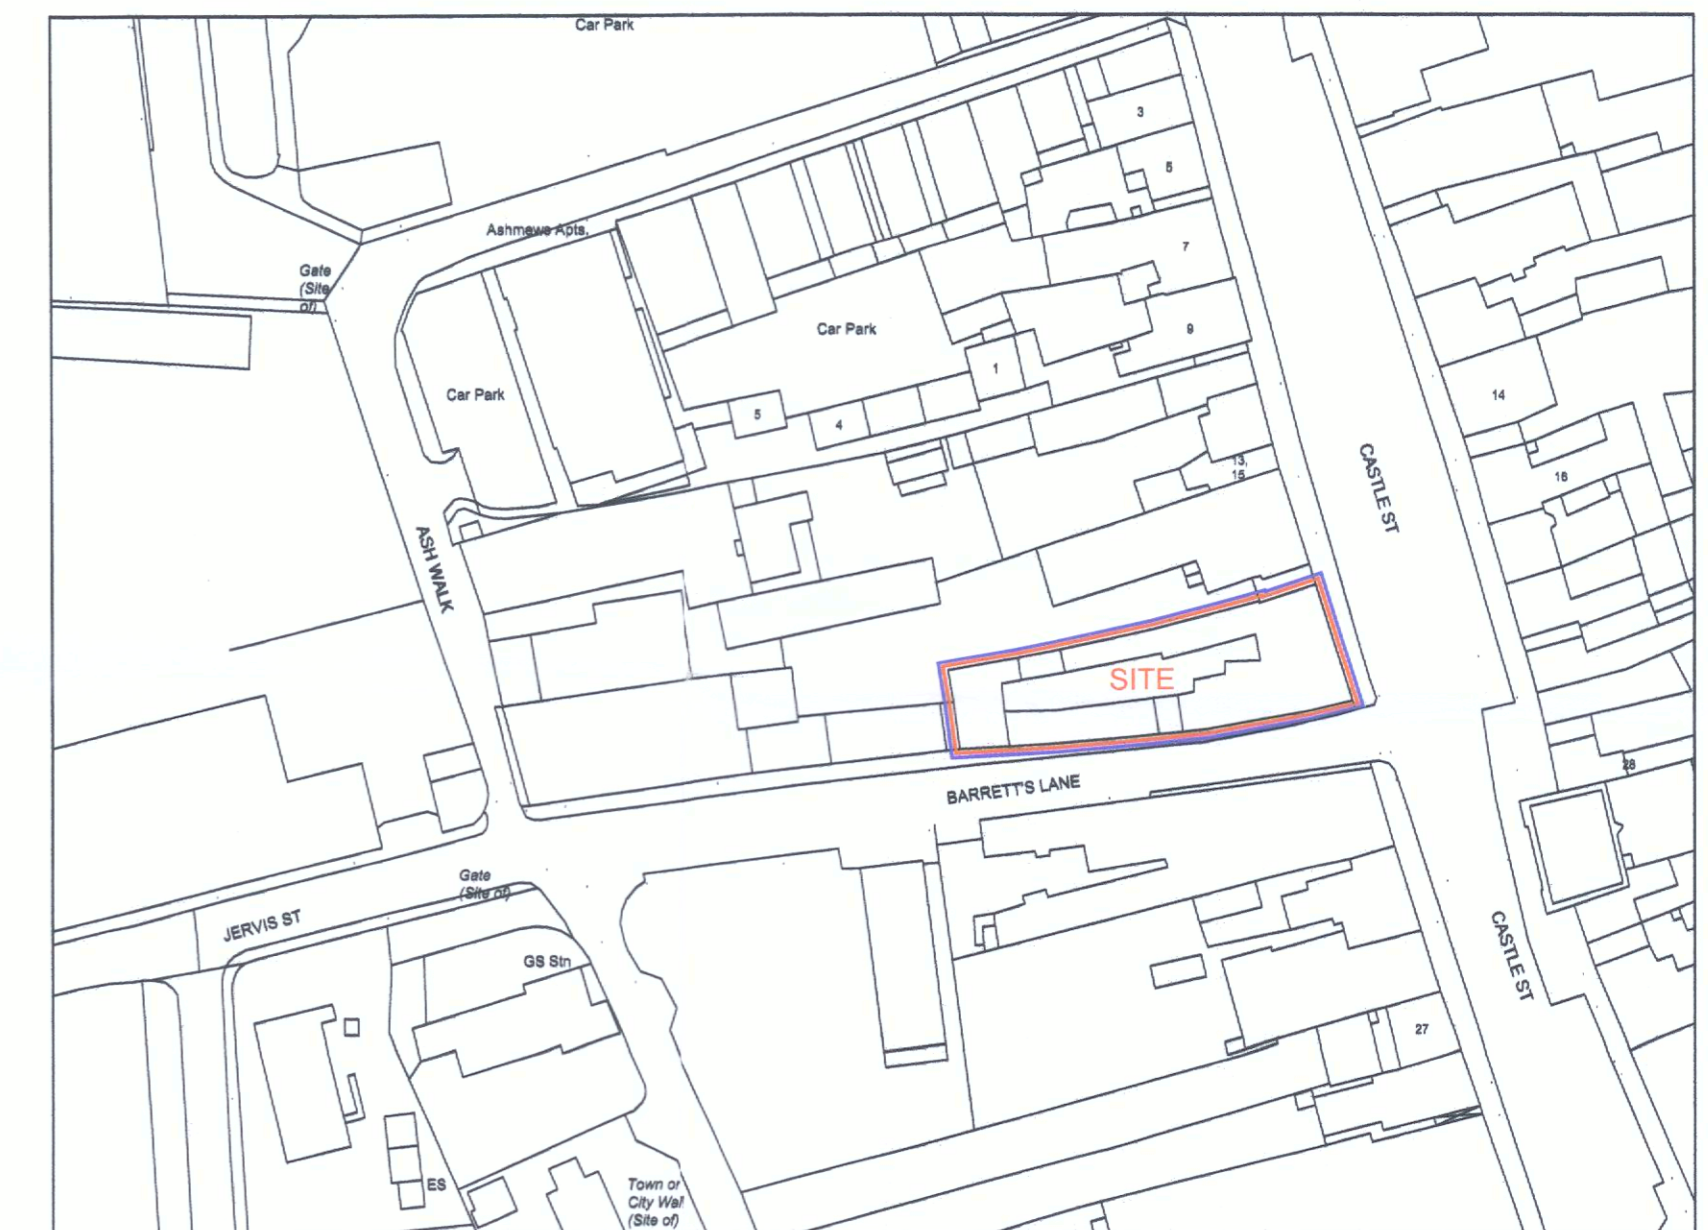 Car Park
3
5
Ashmews Apts.
7
Gate
(Site
of)
Car Park
9
1
Car Park
14
5
4
13,
15
16
CASTLE ST
ASH WALK
SITE
28
BARRETT'S LANE
Gate
(Site of)
JERVIS ST
CASTLE ST
GS Stn
27
ES
Town or
City Wall
(Site of)